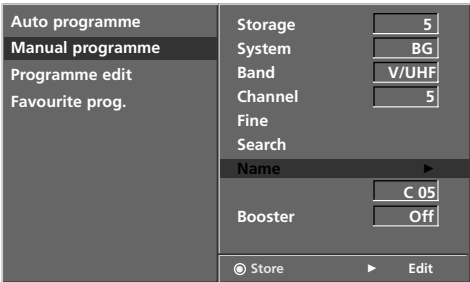 Auto programme
Manual programme
Programme edit
Favourite prog.
Storage 5
System BG
Band V/UHF
Channel 5
Fine
Search
Name ►
C 05
Booster Off
◉ Store ► Edit